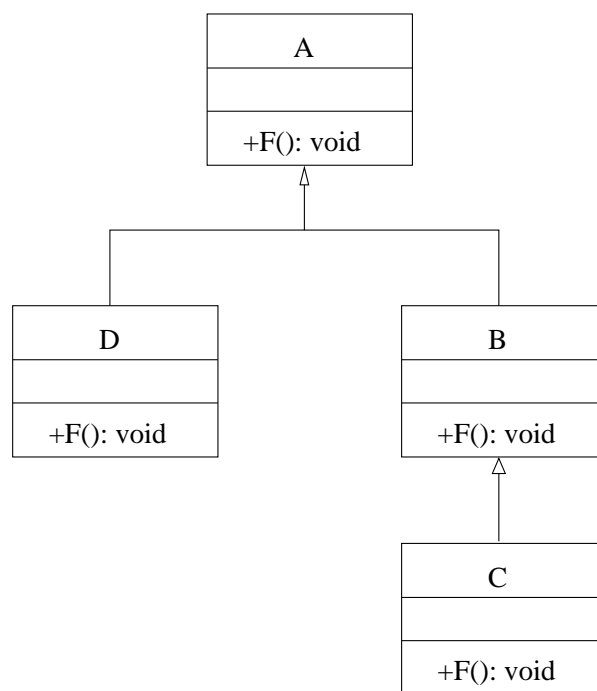 A
+F(): void
D
B
+F(): void
+F(): void
C
+F(): void